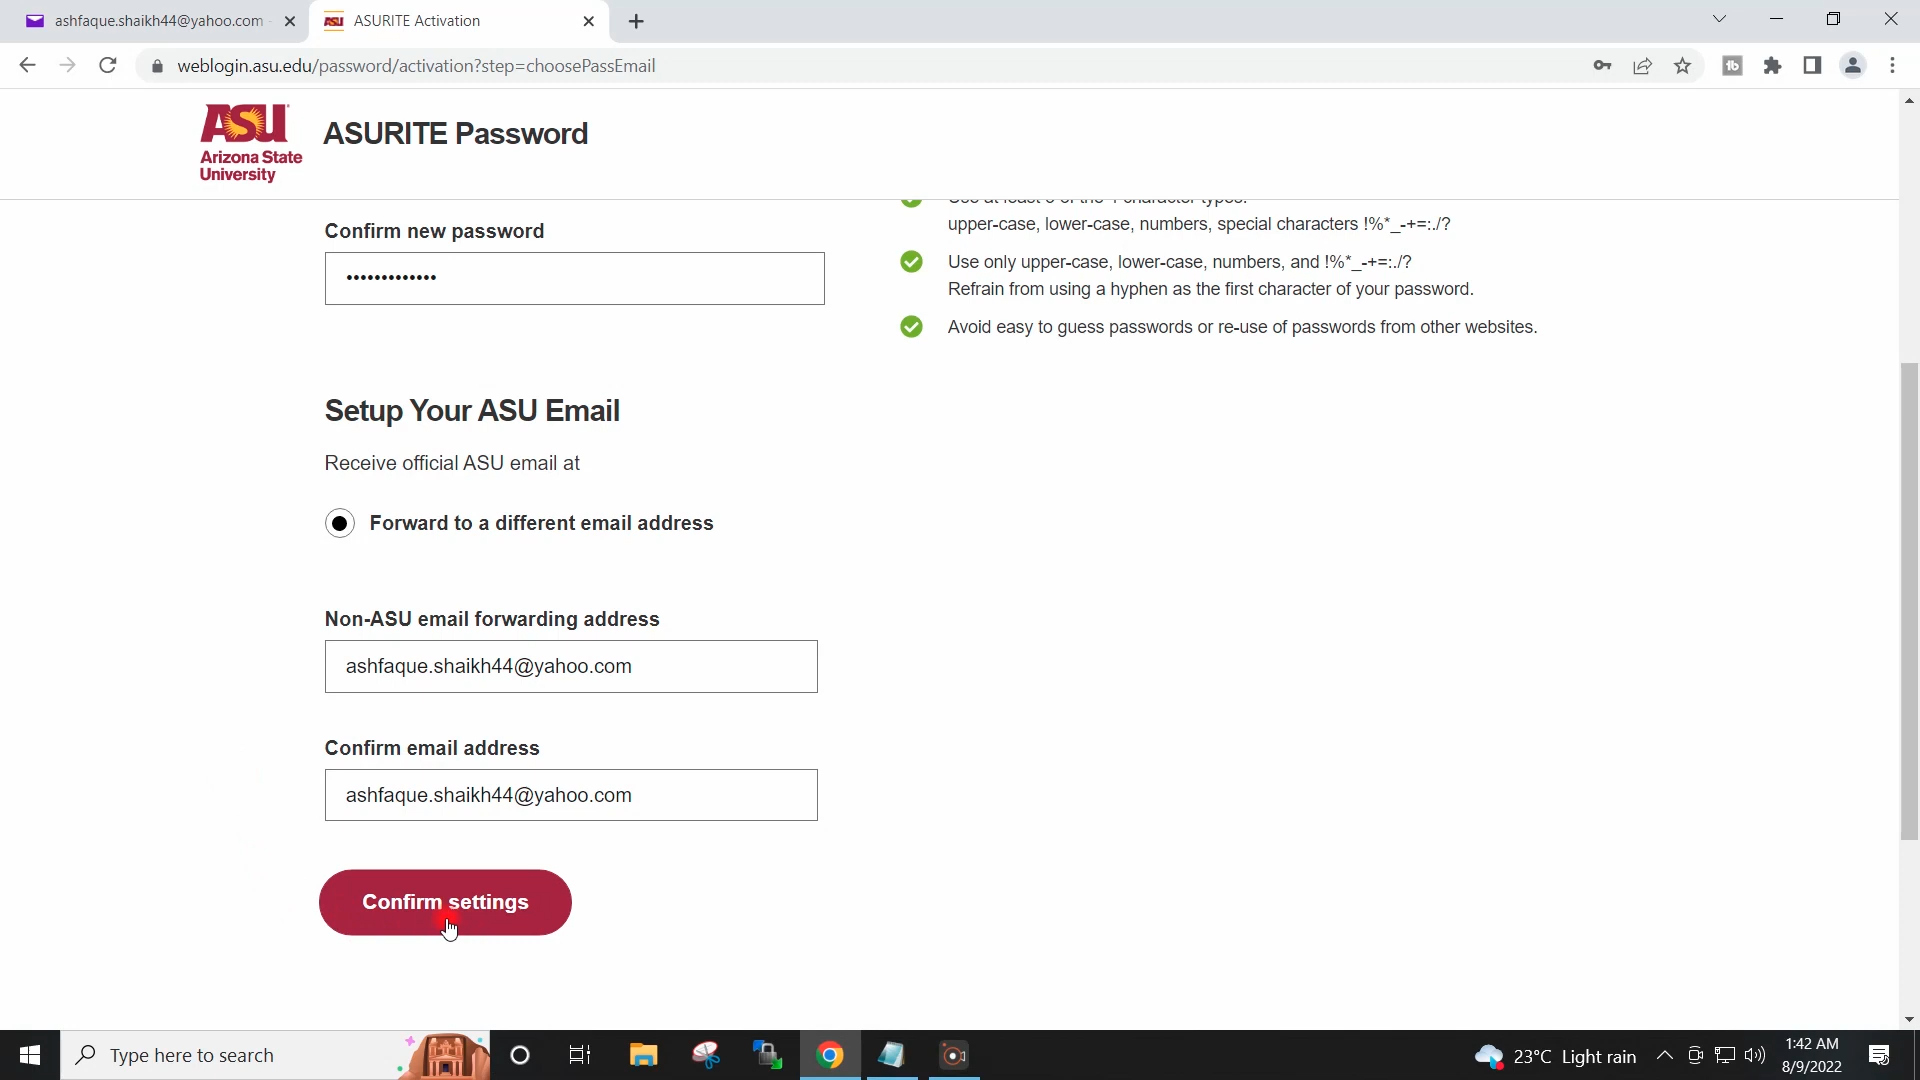 ashfaque.shaikh44@yahoo.com
ASURITE Activation
weblogin.asu.edu/password/activation?step=choosePassEmail
ASU
Arizona State
University
ASURITE Password
upper-case, lower-case, numbers, special characters !%*_-+=:./?
Confirm new password
•••••••••••••
Use only upper-case, lower-case, numbers, and !%*_-+=:./?
Refrain from using a hyphen as the first character of your password.
Avoid easy to guess passwords or re-use of passwords from other websites.
Setup Your ASU Email
Receive official ASU email at
Forward to a different email address
Non-ASU email forwarding address
ashfaque.shaikh44@yahoo.com
Confirm email address
ashfaque.shaikh44@yahoo.com
Confirm settings
Type here to search
23°C Light rain
1:42 AM
8/9/2022